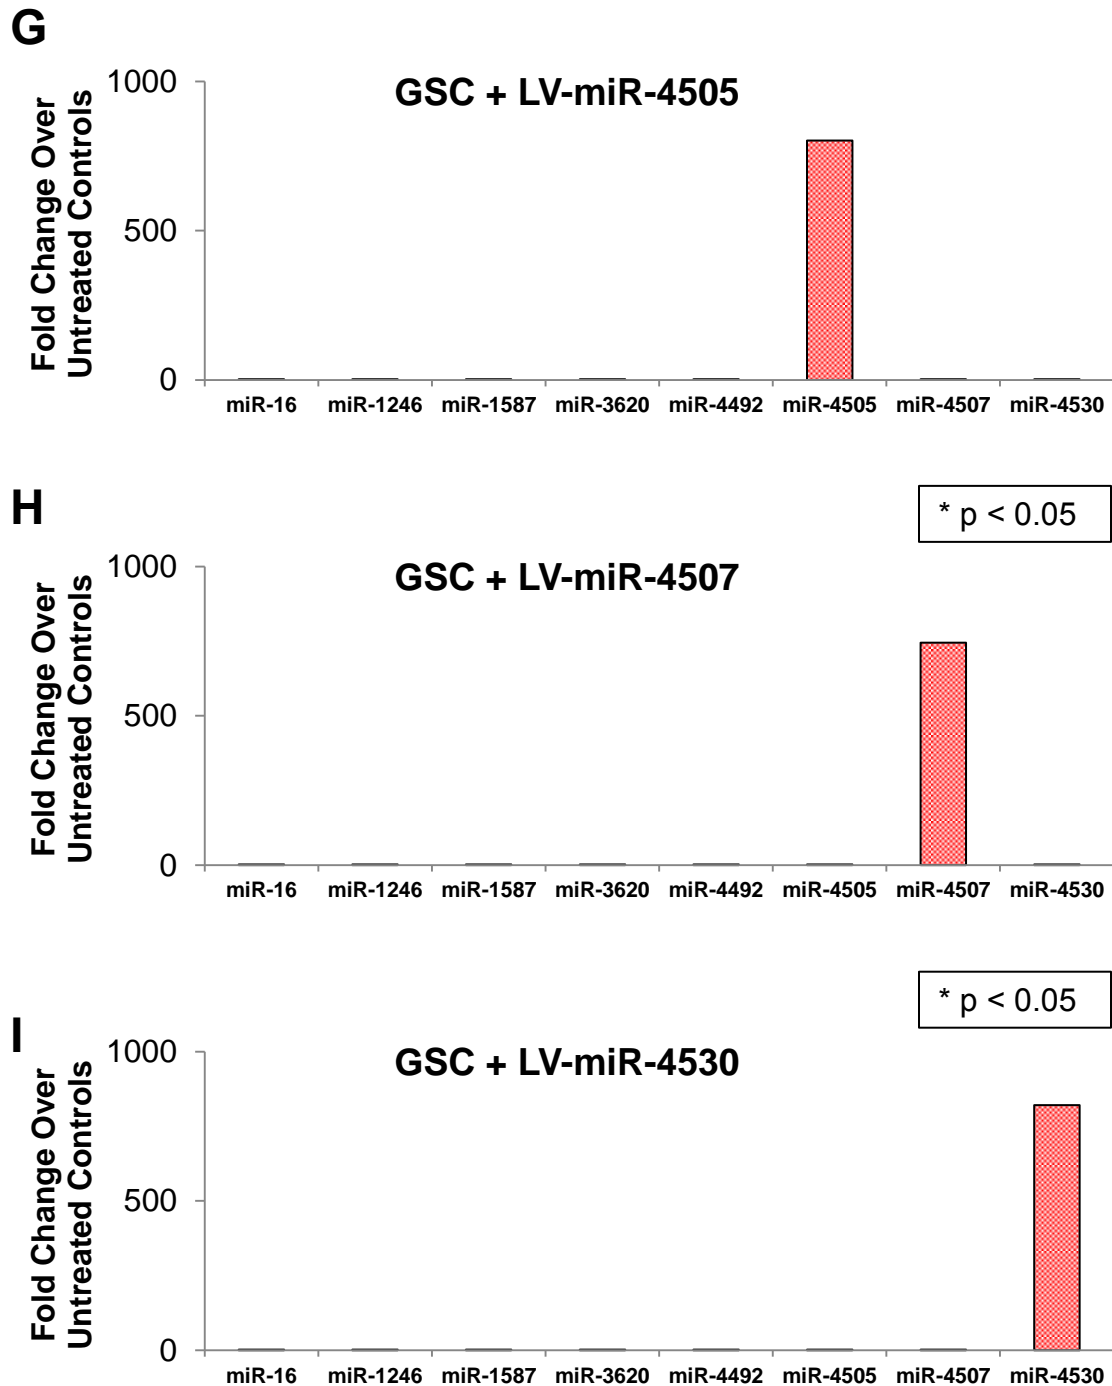 G
GSC + LV-miR-4505
Fold Change Over
Untreated Controls
1000
500
0
miR-16 miR-1246 miR-1587 miR-3620 miR-4492 miR-4505 miR-4507 miR-4530
H
* p < 0.05
GSC + LV-miR-4507
Fold Change Over
Untreated Controls
1000
500
0
miR-16 miR-1246 miR-1587 miR-3620 miR-4492 miR-4505 miR-4507 miR-4530
* p < 0.05
I
GSC + LV-miR-4530
Fold Change Over
Untreated Controls
1000
500
0
miR-16 miR-1246 miR-1587 miR-3620 miR-4492 miR-4505 miR-4507 miR-4530